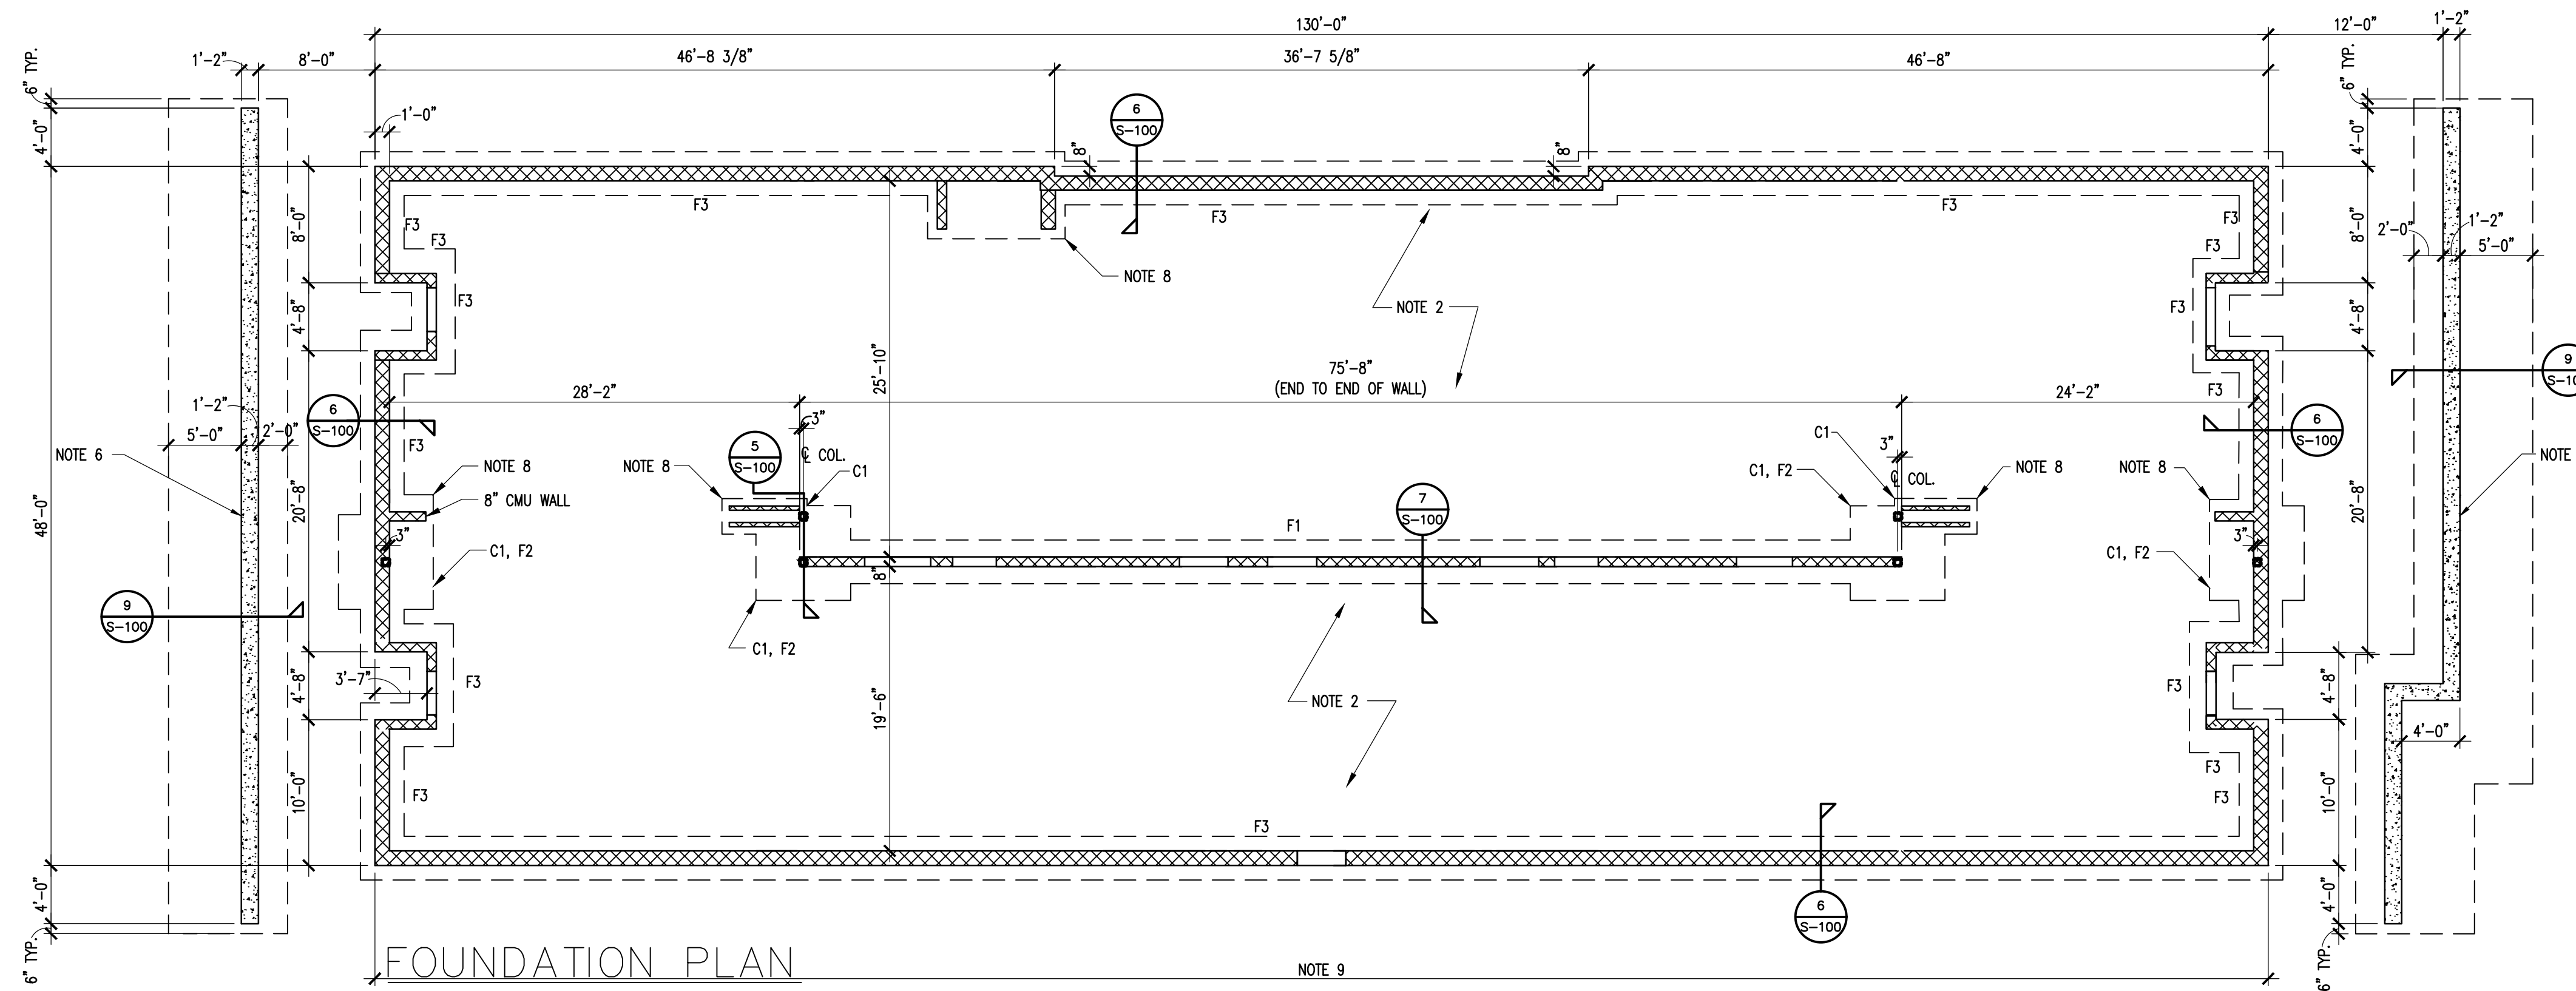 130'-0"
12'-0"
1'-2"
1'-2"
8'-0"
46'-8 3/8"
36'-7 5/8"
46'-8"
6" TYP.
6" TYP.
4'-0"
1'-0"
6
S-100
8"
8"
4'-0"
F3
F3
F3
F3
F3
F3
F3
F3
8'-0"
8'-0"
2'-0"
1'-2"
5'-0"
NOTE 8
NOTE 2
4'-8"
F3
F3
4'-8"
25'-10"
75'-8"
(END TO END OF WALL)
28'-2"
24'-2"
F3
9
1'-2"
5'-0"
2'-0"
6
S-100
F3
3"
5
S-100
℄ COL.
C1
C1
3"
℄ COL.
6
S-100
NOTE 6
NOTE 8
8" CMU WALL
NOTE 8
C1, F2
NOTE 8
NOTE 8
NOTE
48'-0"
20'-8"
3"
C1, F2
F1
7
S-100
C1, F2
3"
20'-8"
8"
9
S-100
C1, F2
4'-8"
3'-7"
F3
19'-6"
NOTE 2
F3
4'-8"
4'-0"
F3
10'-0"
F3
F3
F3
10'-0"
4'-0"
6
S-100
4'-0"
6" TYP.
6" TYP.
FOUNDATION PLAN
NOTE 9